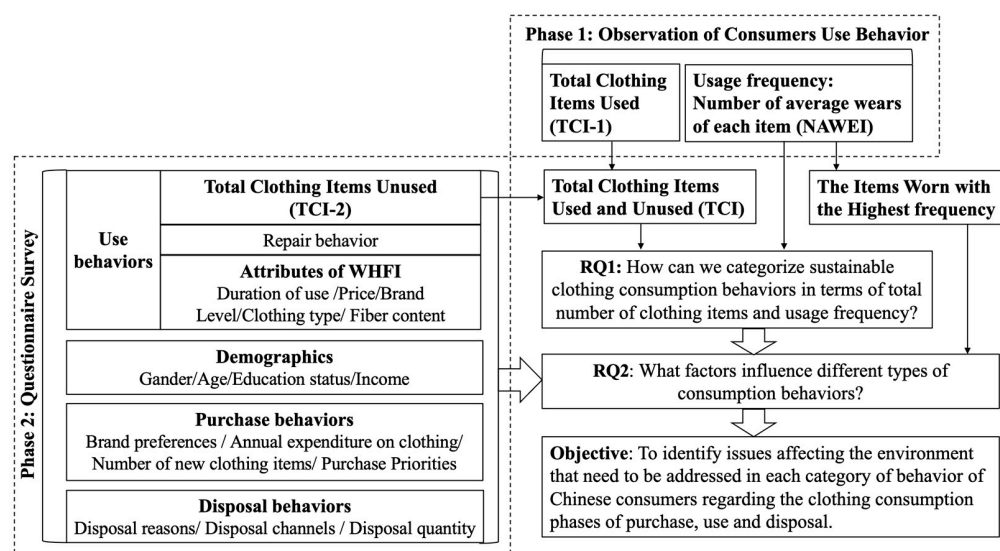 Phase 1: Observation of Consumers Use Behavior
Total Clothing
Items Used
(TCI-1)
Usage frequency:
Number of average wears
of each item (NAWEI)
Phase 2: Questionnaire Survey
Use
behaviors
Total Clothing Items Unused
(TCI-2)
Repair behavior
Attributes of WHFI
Duration of use /Price/Brand
Level/Clothing type/ Fiber content
Demographics
Gander/Age/Education status/Income
Purchase behaviors
Brand preferences / Annual expenditure on clothing/
Number of new clothing items/ Purchase Priorities
Disposal behaviors
Disposal reasons/ Disposal channels / Disposal quantity
Total Clothing Items
Used and Unused (TCI)
The Items Worn with
the Highest frequency
RQ1: How can we categorize sustainable
clothing consumption behaviors in terms of total
number of clothing items and usage frequency?
RQ2: What factors influence different types of
consumption behaviors?
Objective: To identify issues affecting the environment
that need to be addressed in each category of behavior of
Chinese consumers regarding the clothing consumption
phases of purchase, use and disposal.